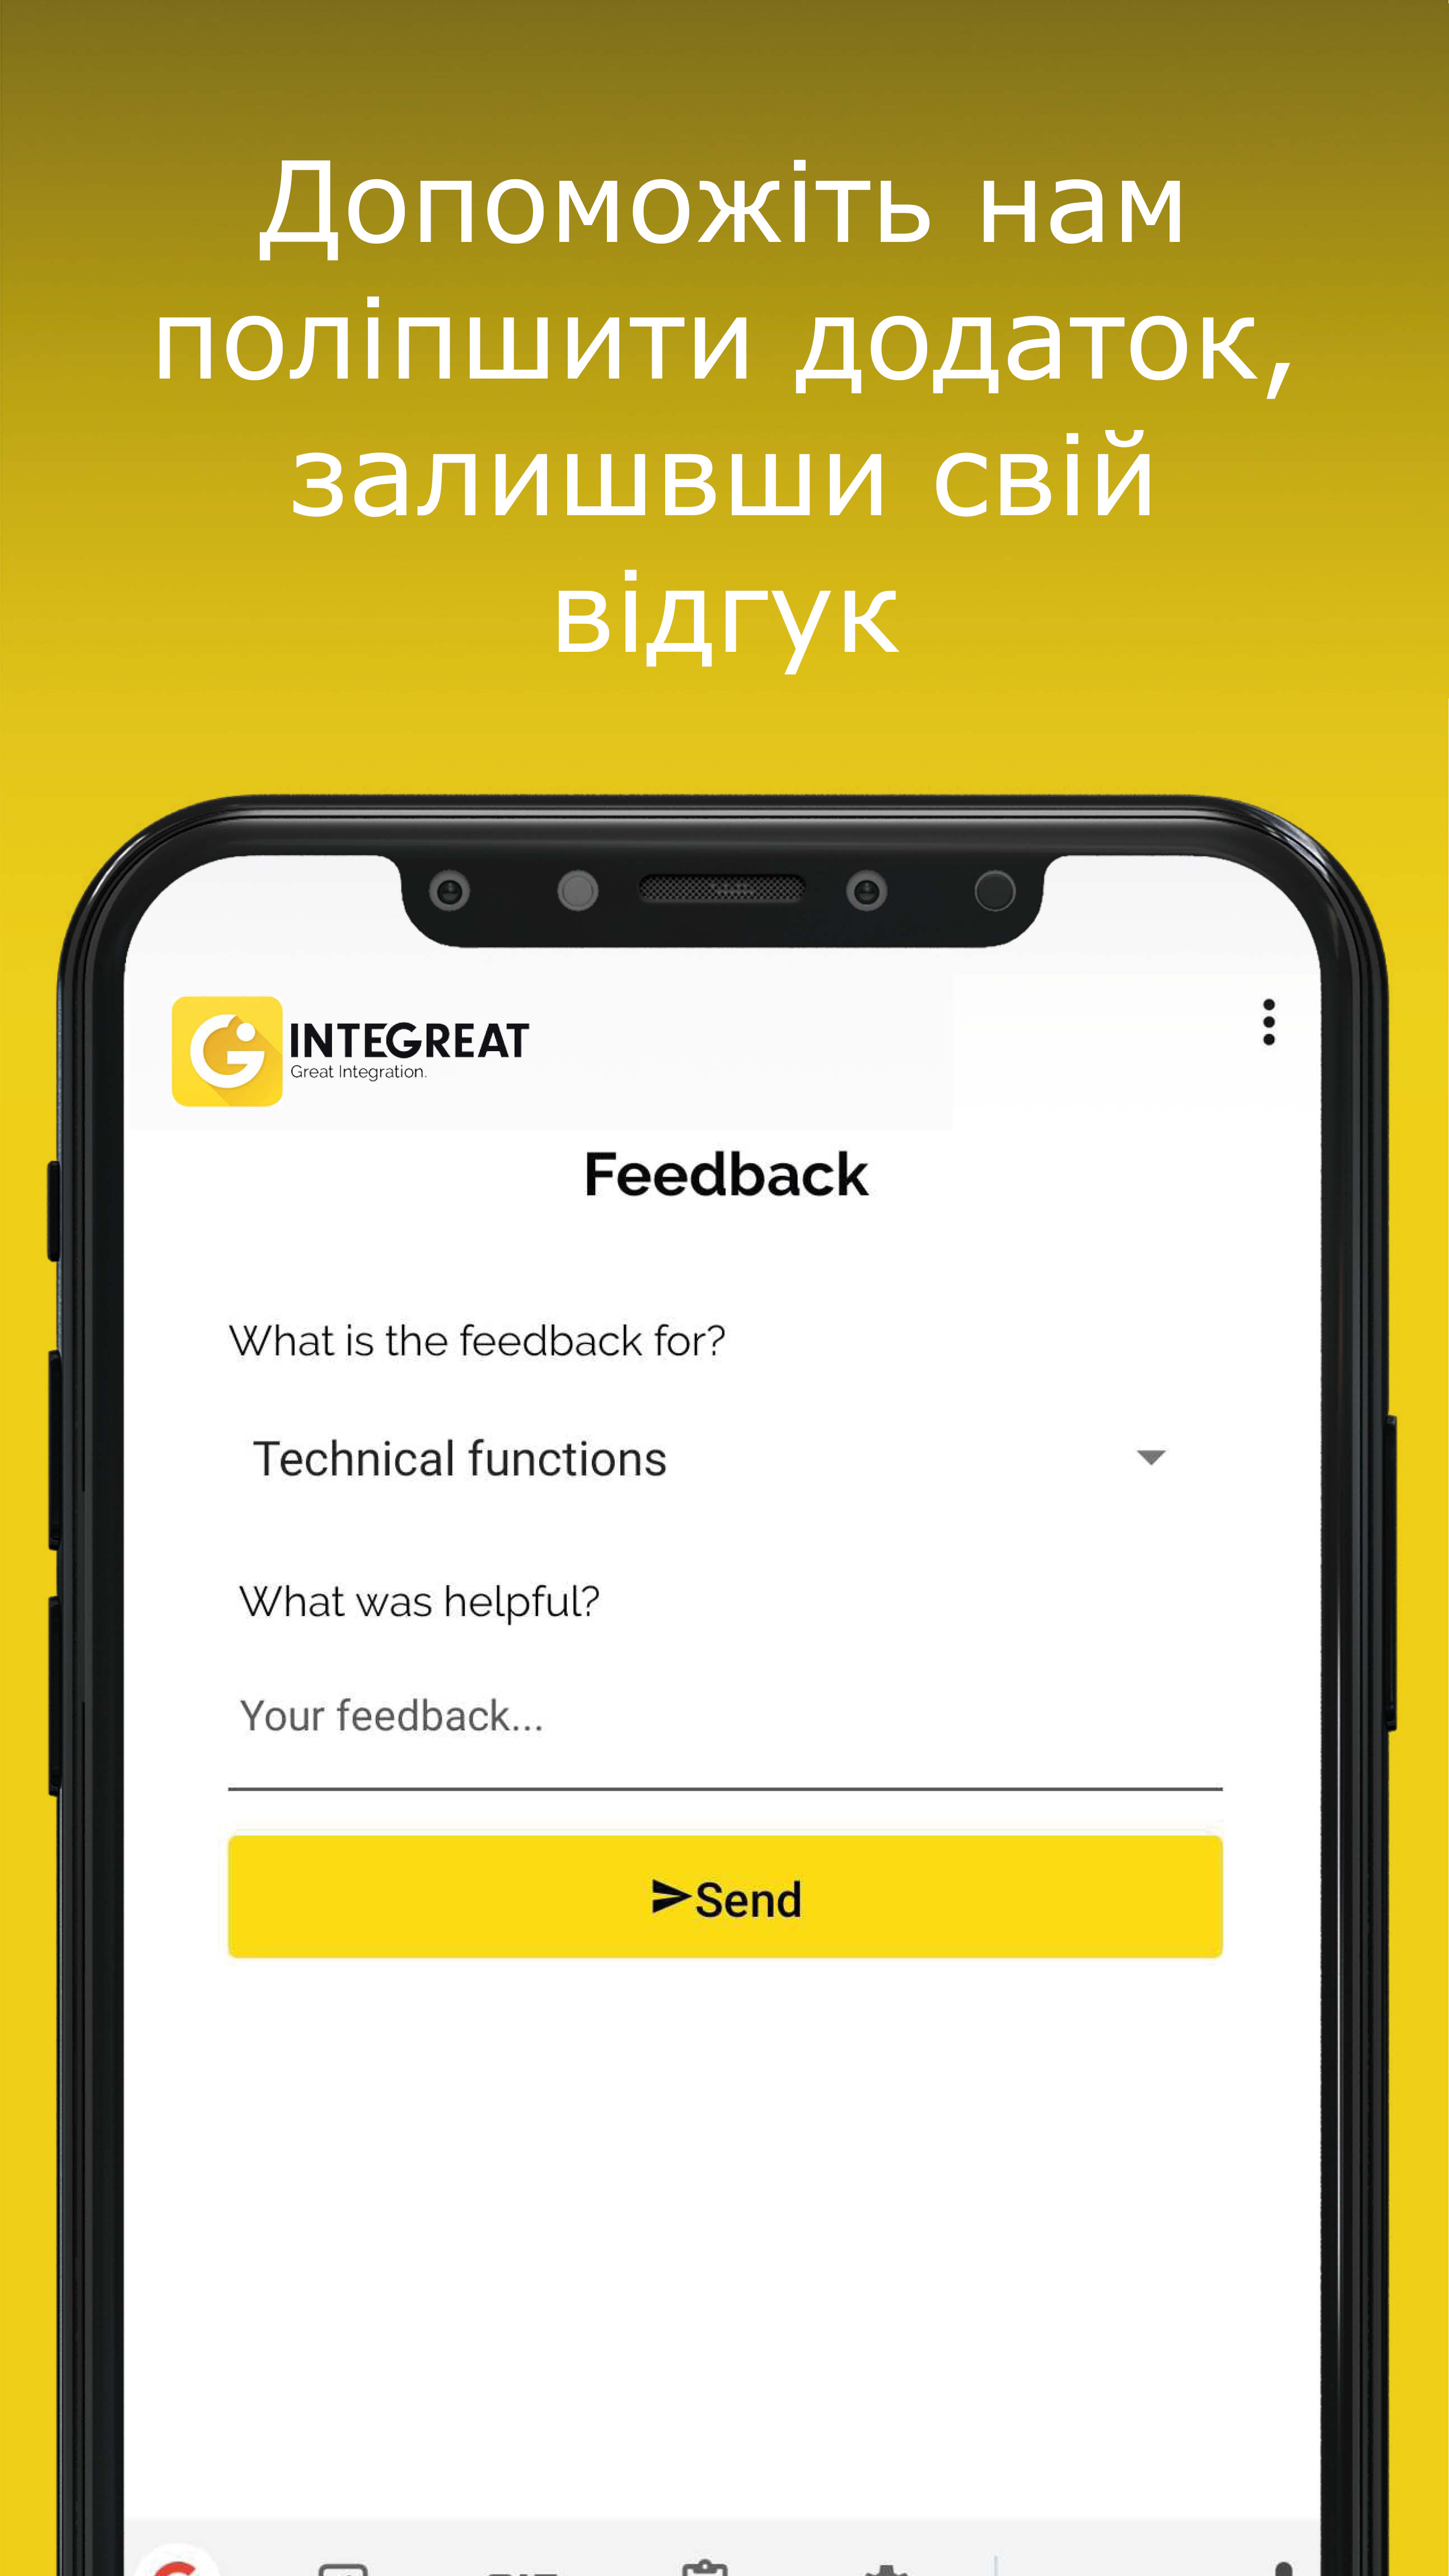 Допоможіть нам
поліпшити додаток,
залишвши свій
відгук
INTEGREAT
Great Integration.
Feedback
What is the feedback for?
Technical functions
What was helpful?
Your feedback...
Send